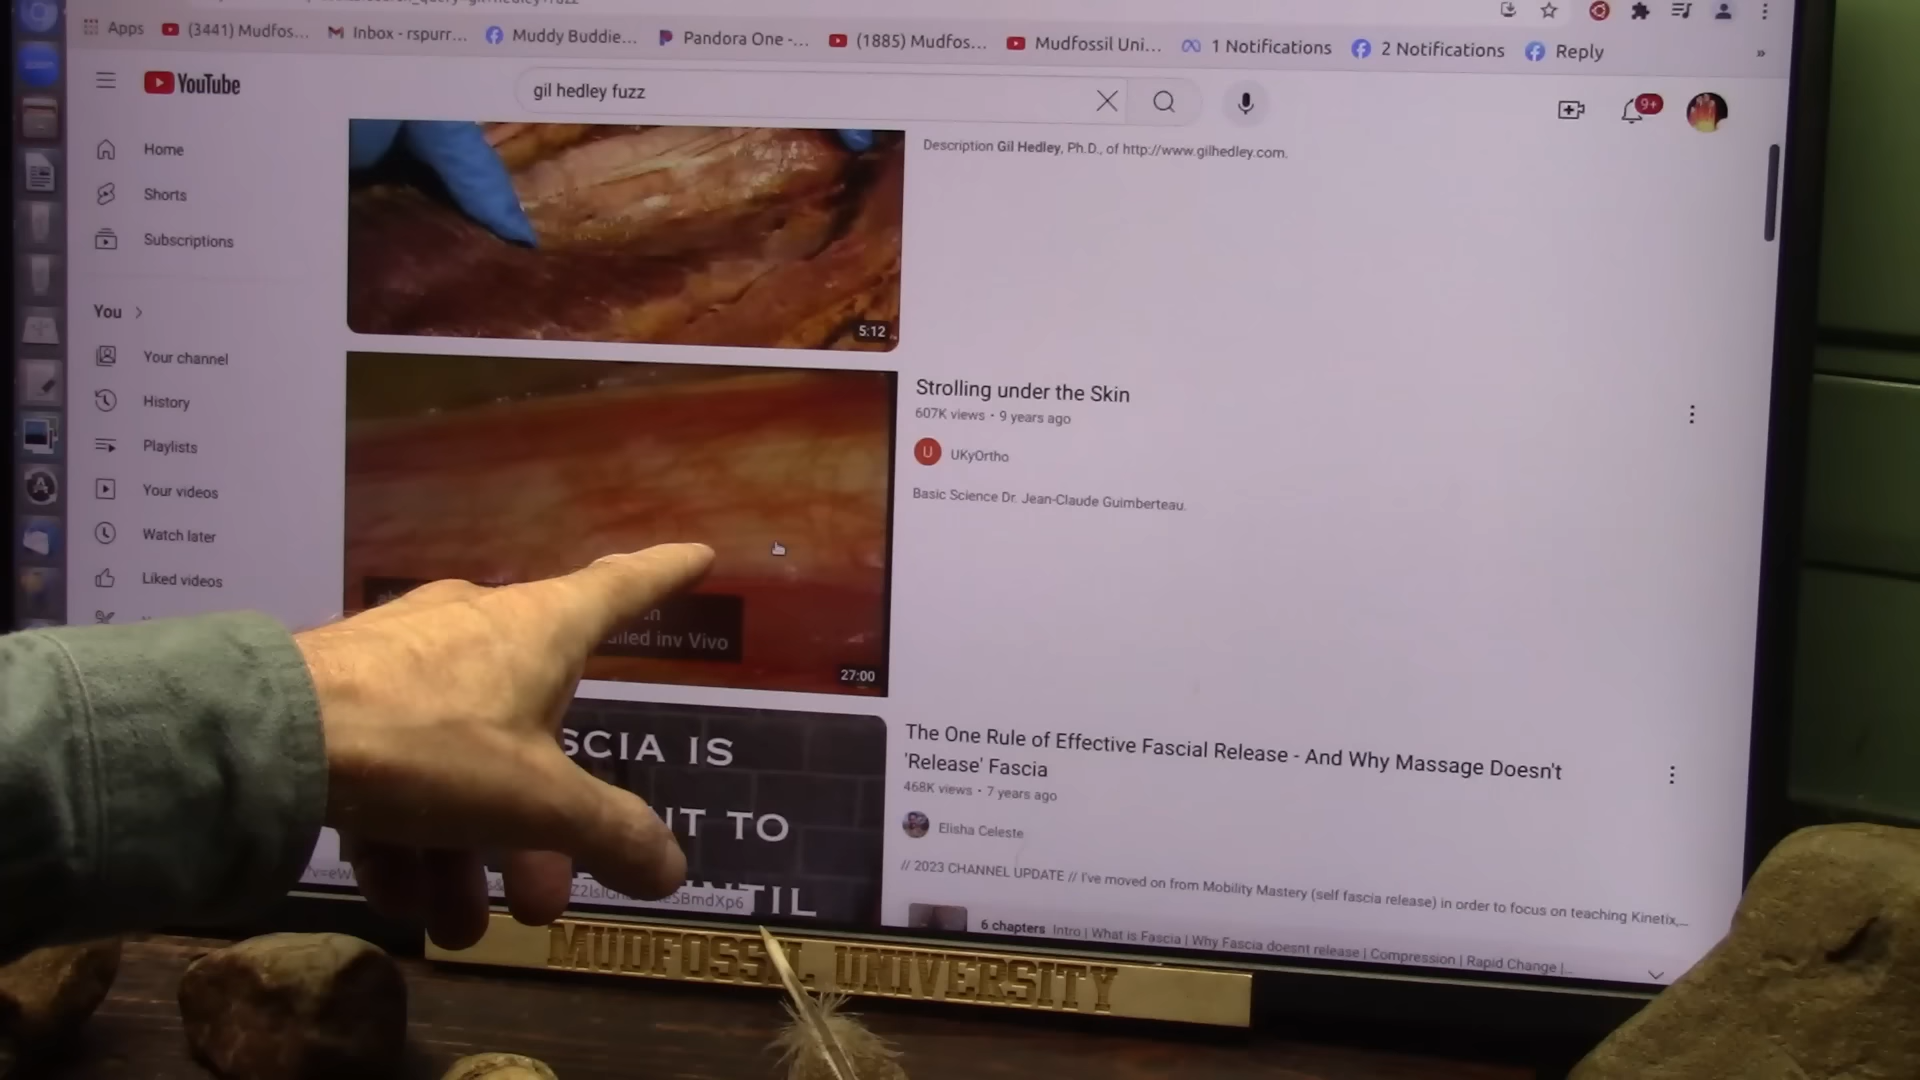 Apps
(3441) Mudfos...
Inbox - rspurr...
Muddy Buddie...
Pandora One -...
(1885) Mudfos...
Mudfossil Uni...
1 Notifications
2 Notifications
Reply
»
YouTube
gil hedley fuzz
9+
Home
Shorts
Subscriptions
You
Your channel
History
Playlists
Your videos
Watch later
Liked videos
Description Gil Hedley, Ph.D., of http://www.gilhedley.com.
5:12
Strolling under the Skin
607K views • 9 years ago
U
UKyOrtho
Basic Science Dr. Jean-Claude Guimberteau.
inv Vivo
27:00
IS
TO
The One Rule of Effective Fascial Release - And Why Massage Doesn't
'Release' Fascia
468K views • 7 years ago
Elisha Celeste
// 2023 CHANNEL UPDATE // I've moved on from Mobility Mastery (self fascia release) in order to focus on teaching Kinetix,...
6 chapters Intro | What is Fascia | Why Fascia doesnt release | Compression | Rapid Change |...
MUDFOSSIL UNIVERSITY